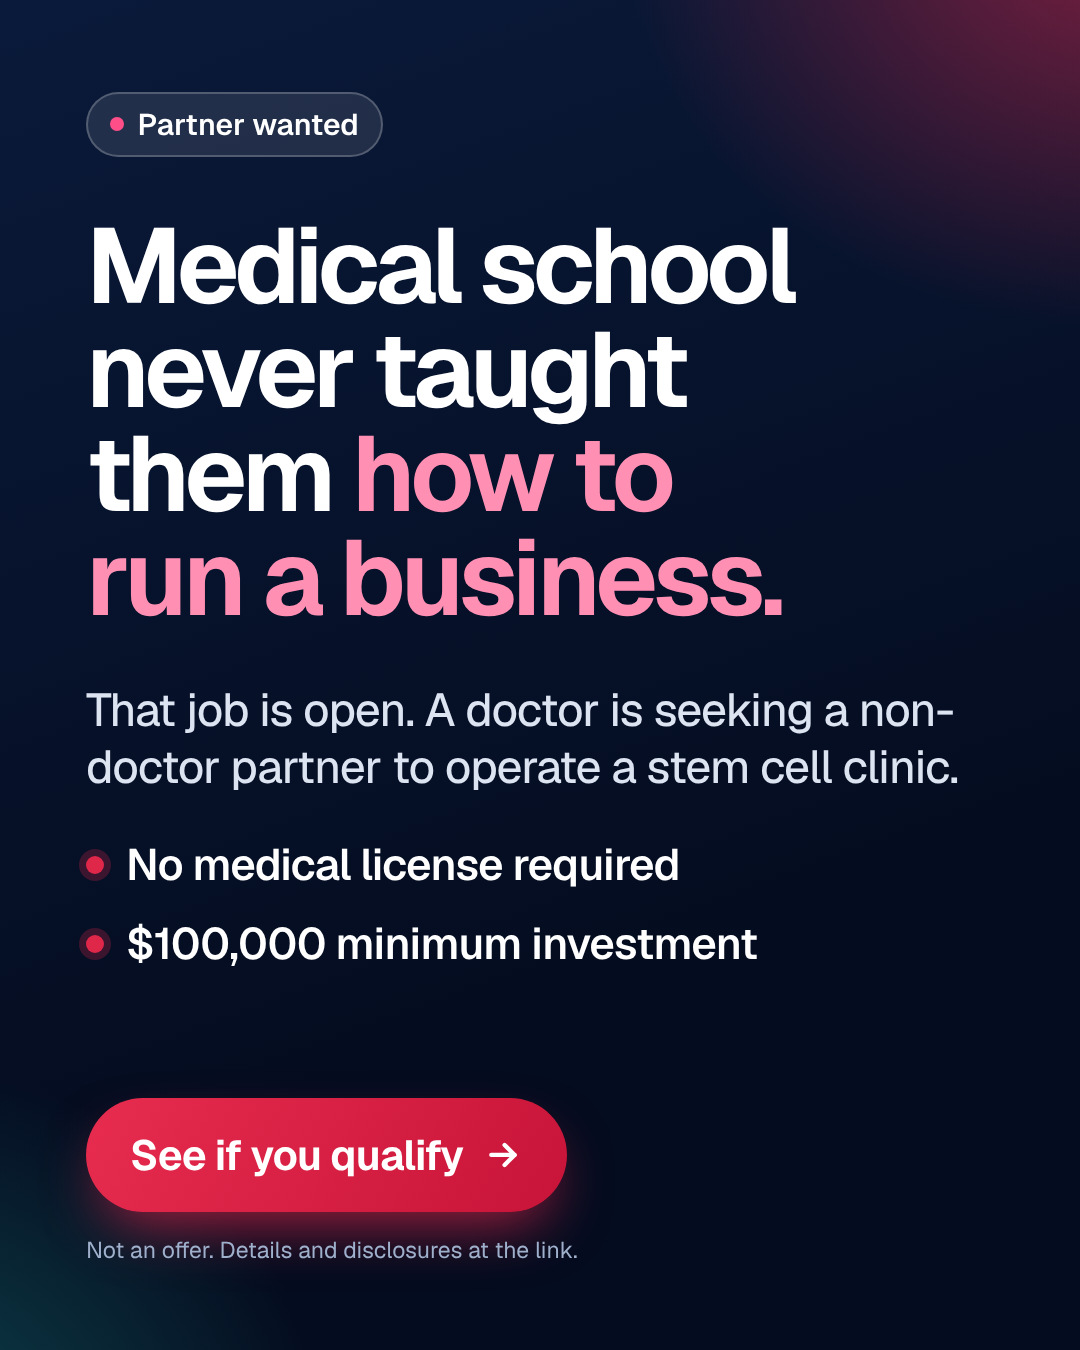 Partner wanted
Medical school
never taught
them how to
run a business.
That job is open. A doctor is seeking a non-
doctor partner to operate a stem cell clinic.
No medical license required
$100,000 minimum investment
See if you qualify →
Not an offer. Details and disclosures at the link.